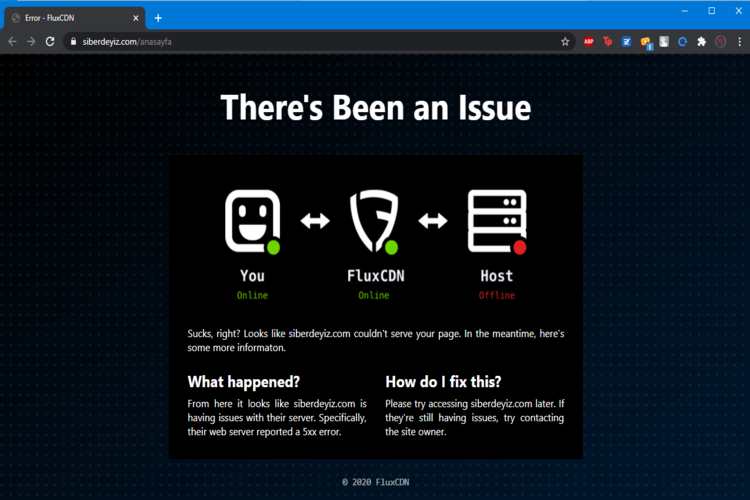 Error - FluxCDN
siberdeyiz.com/anasayfa
ABP
1
There's Been an Issue
You
FluxCDN
Host
Online
Online
Offline
Sucks, right? Looks like siberdeyiz.com couldn't serve your page. In the meantime, here's
some more informaton.
What happened?
From here it looks like siberdeyiz.com is
having issues with their server. Specifically,
their web server reported a 5xx error.
How do I fix this?
Please try accessing siberdeyiz.com later. If
they're still having issues, try contacting
the site owner.
© 2020 FluxCDN